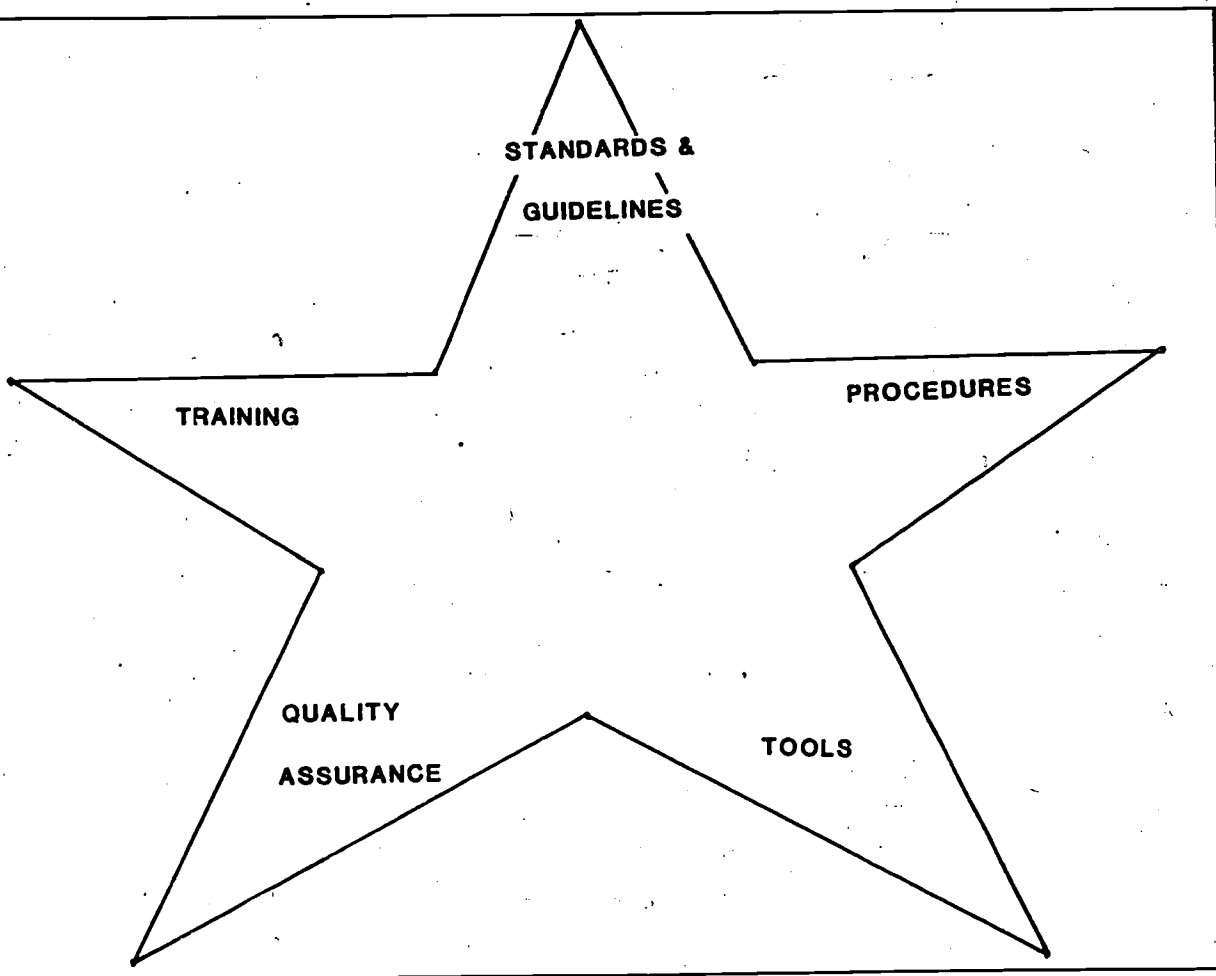 STANDARDS &
GUIDELINES
TRAINING
PROCEDURES
QUALITY
ASSURANCE
TOOLS